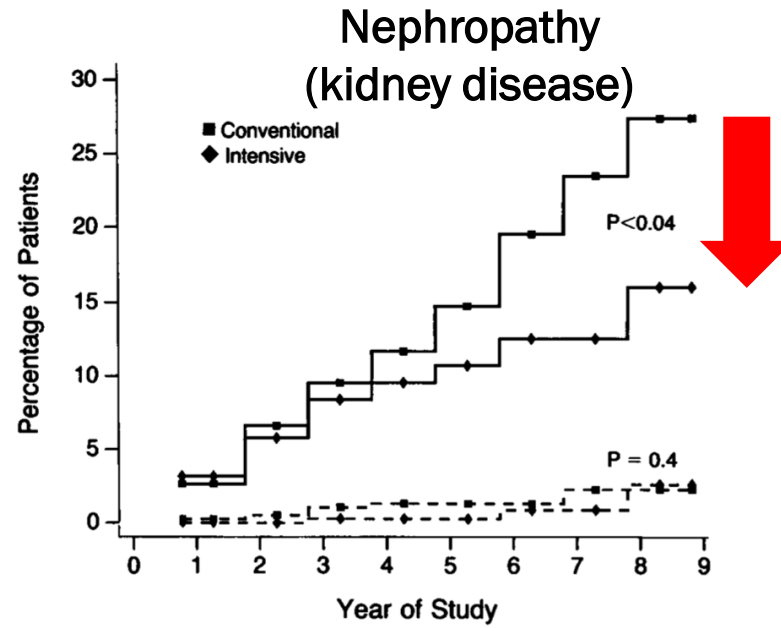 Nephropathy
(kidney disease)
30
25
20
15
10
5
0
Percentage of Patients
Conventional
Intensive
P<0.04
P = 0.4
0 1 2 3 4 5 6 7 8 9
Year of Study